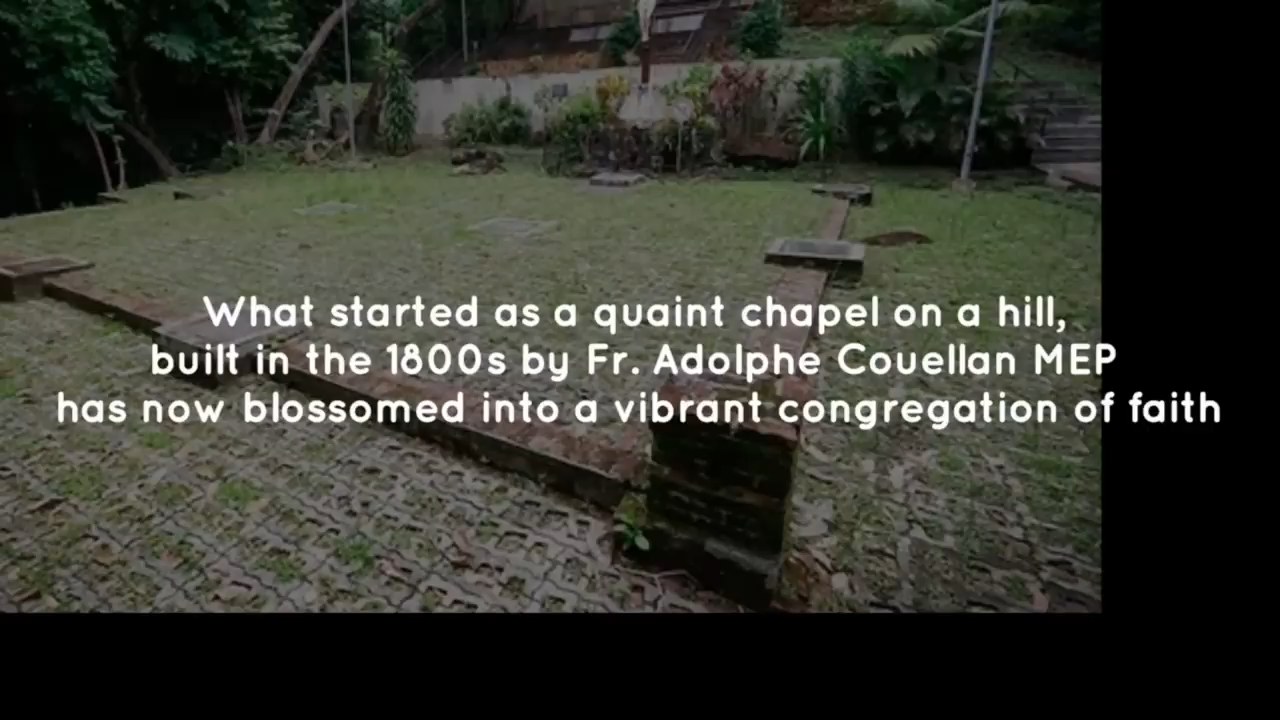 What started as a quaint chapel on a hill,
built in the 1800s by Fr. Adolphe Couellan MEP
has now blossomed into a vibrant congregation of faith